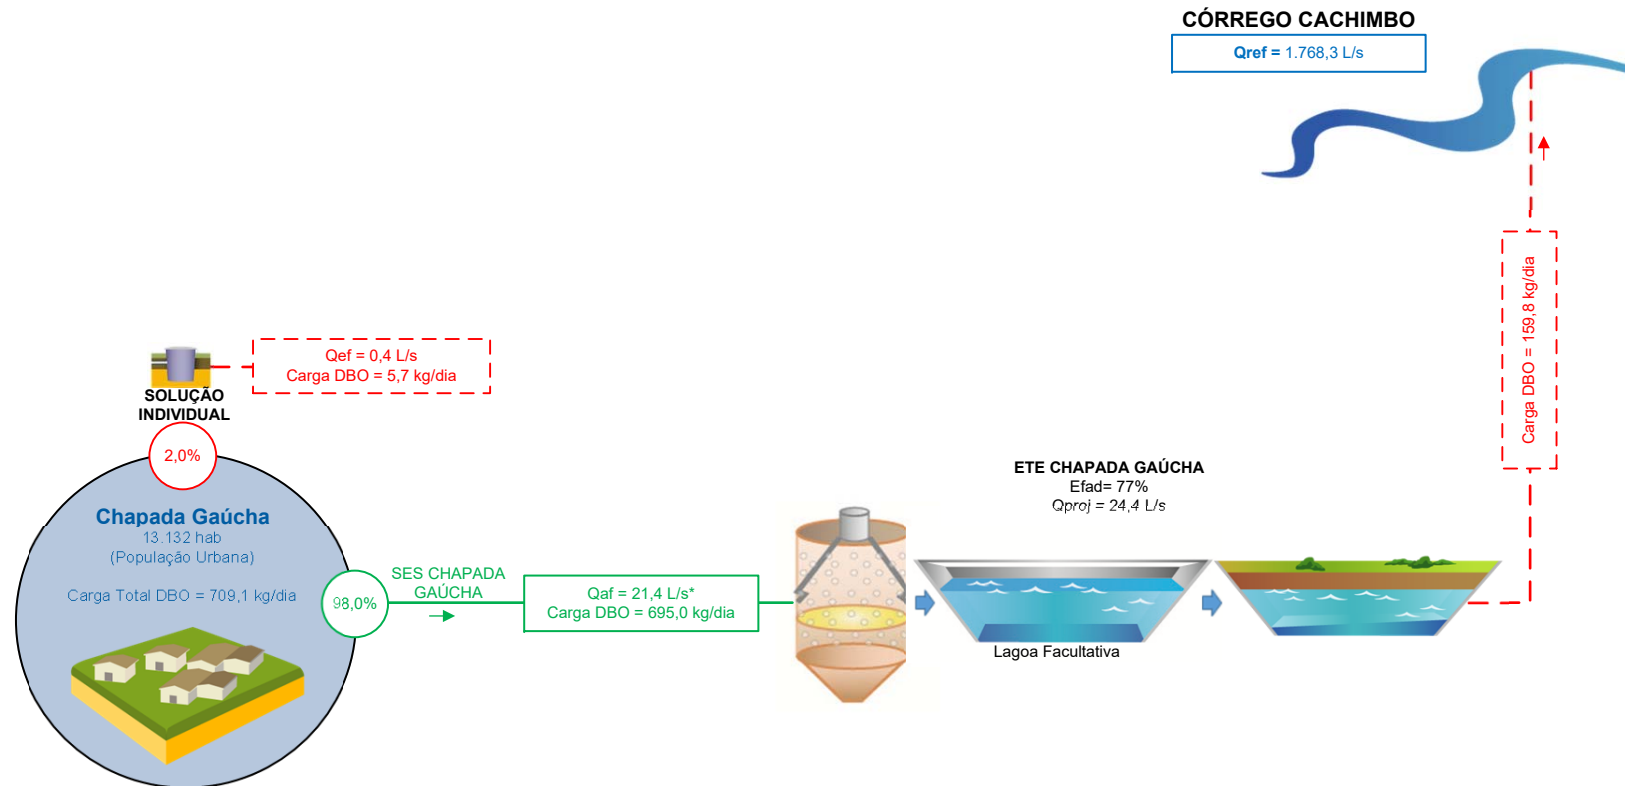 CÓRREGO CACHIMBO
Qref = 1.768,3 L/s
Carga DBO = 159,8 kg/dia
Qef = 0,4 L/s
Carga DBO = 5,7 kg/dia
SOLUÇÃO
INDIVIDUAL
2,0%
Chapada Gaúcha
13.132 hab
(População Urbana)
Carga Total DBO = 709,1 kg/dia
98,0%
SES CHAPADA
GAÚCHA
Qaf = 21,4 L/s*
Carga DBO = 695,0 kg/dia
ETE CHAPADA GAÚCHA
Efad= 77%
Qproj = 24,4 L/s
Lagoa Facultativa